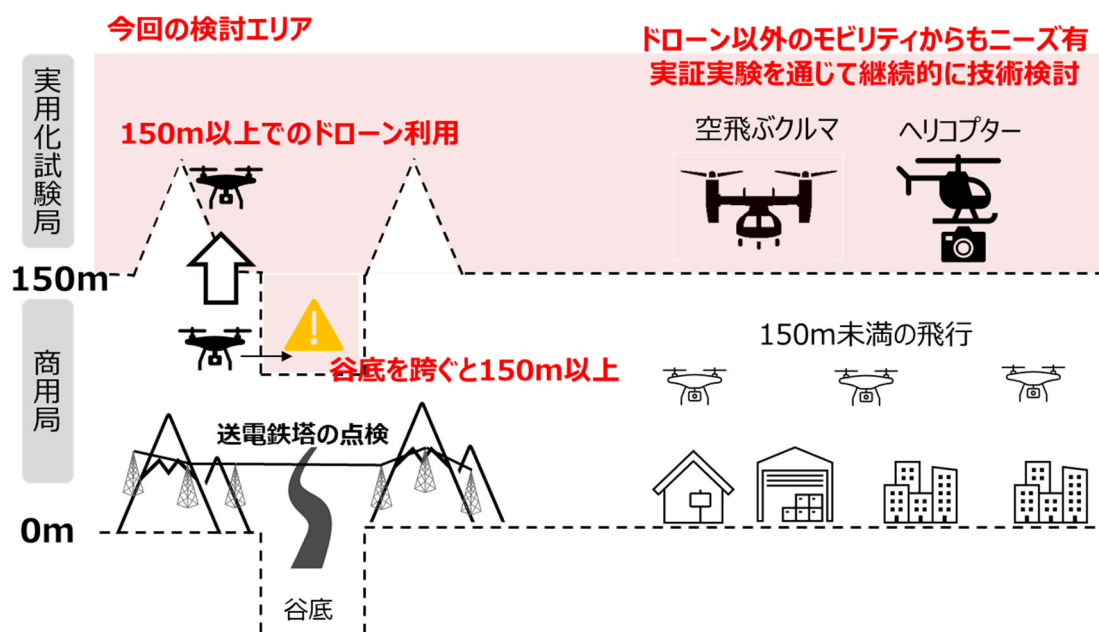 今回の検討エリア
ドローン以外のモビリティからもニーズ有
実証実験を通じて継続的に技術検討
実用化試験局
150m以上でのドローン利用
空飛ぶクルマ
ヘリコプター
150m
商用局
150m未満の飛行
谷底を跨ぐと150m以上
送電鉄塔の点検
0m
谷底